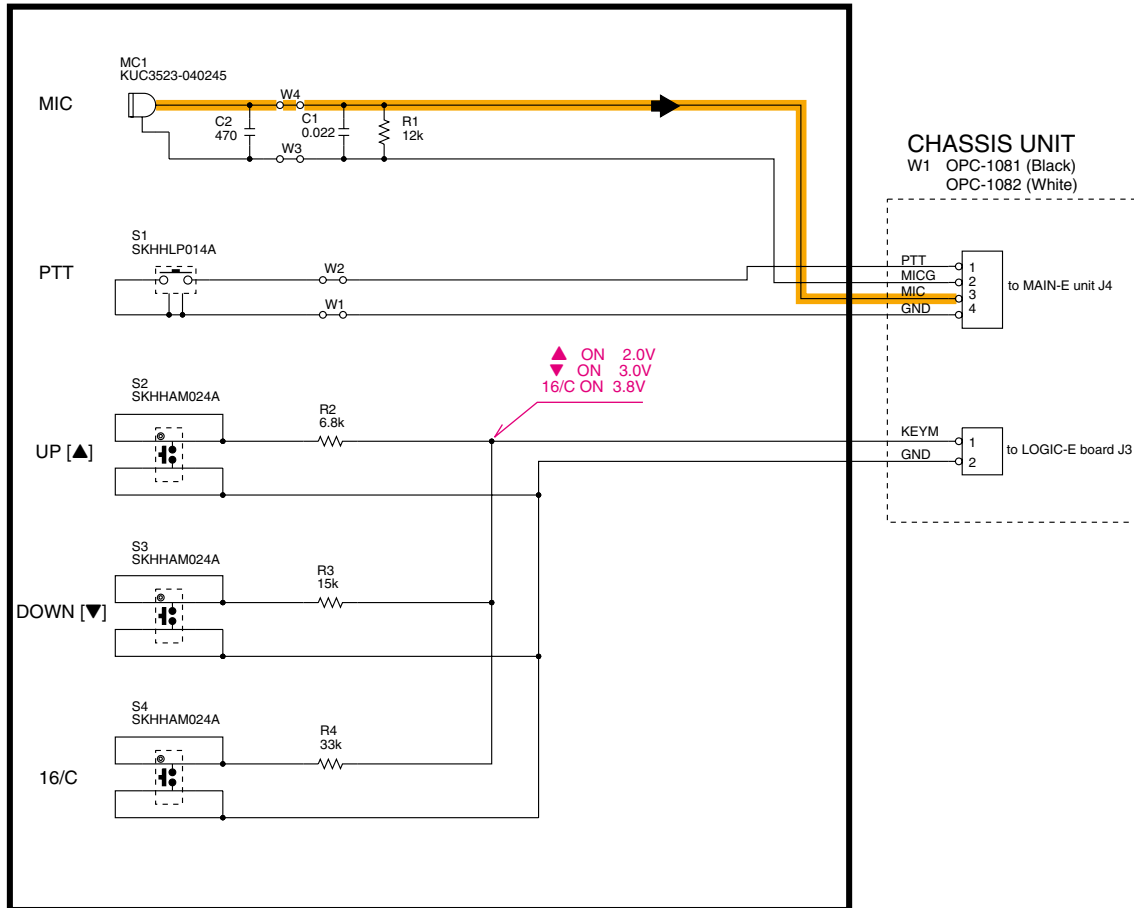 MC1
KUC3523-040245
MIC
W4
C2
470
C1
0.022
R1
12k
W3
CHASSIS UNIT
W1 OPC-1081 (Black)
OPC-1082 (White)
S1
SKHHLP014A
PTT
W2
W1
PTT
1
MICG
2
MIC
3
GND
4
to MAIN-E unit J4
▲ ON 2.0V
▼ ON 3.0V
16/C ON 3.8V
S2
SKHHAM024A
R2
6.8k
UP [▲]
KEYM
1
GND
2
to LOGIC-E board J3
S3
SKHHAM024A
R3
15k
DOWN [▼]
S4
SKHHAM024A
R4
33k
16/C